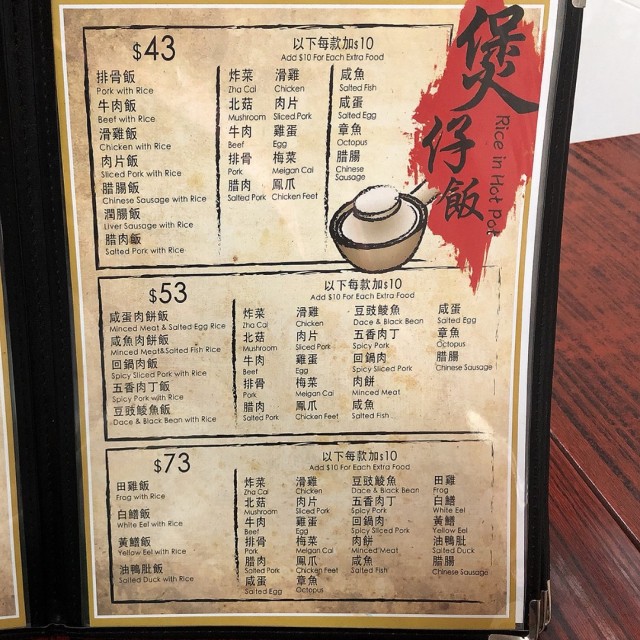 煲仔飯
Rice in Hot Pot
$43
以下每款加$10
Add $10 For Each Extra Food
排骨飯
Pork with Rice
牛肉飯
Beef with Rice
滑雞飯
Chicken with Rice
肉片飯
Sliced Pork with Rice
腊腸飯
Chinese Sausage with Rice
潤腸飯
Liver Sausage with Rice
腊肉飯
Salted Pork with Rice
炸菜 滑雞 咸魚
Zha Cai Chicken Salted Fish
北菇 肉片 咸蛋
Mushroom Sliced Pork Salted Egg
牛肉 雞蛋 章魚
Beef Egg Octopus
排骨 梅菜 腊腸
Pork Meigan Cai Chinese Sausage
腊肉 鳳爪
Salted Pork Chicken Feet
$53
以下每款加$10
Add $10 For Each Extra Food
咸蛋肉餅飯
Minced Meat & Salted Egg Rice
咸魚肉餅飯
Minced Meat&Salted Fish Rice
回鍋肉飯
Spicy Sliced Pork with Rice
五香肉丁飯
Spicy Pork with Rice
豆豉鯪魚飯
Dace & Black Bean with Rice
炸菜 滑雞 豆豉鯪魚 咸蛋
Zha Cai Chicken Dace & Black Bean Salted Egg
北菇 肉片 五香肉丁 章魚
Mushroom Sliced Pork Spicy Pork Octopus
牛肉 雞蛋 回鍋肉 腊腸
Beef Egg Spicy Sliced Pork Chinese Sausage
排骨 梅菜 肉餅
Pork Meigan Cai Minced Meat
腊肉 鳳爪 咸魚
Salted Pork Chicken Feet Salted Fish
$73
以下每款加$10
Add $10 For Each Extra Food
田雞飯
Frog with Rice
白鱔飯
White Eel with Rice
黃鱔飯
Yellow Eel with Rice
油鴨肶飯
Salted Duck with Rice
炸菜 滑雞 豆豉鯪魚 田雞
Zha Cai Chicken Dace & Black Bean Frog
北菇 肉片 五香肉丁 白鱔
Mushroom Sliced Pork Spicy Pork White Eel
牛肉 雞蛋 回鍋肉 黃鱔
Beef Egg Spicy Sliced Pork Yellow Eel
排骨 梅菜 肉餅 油鴨肶
Pork Meigan Cai Minced Meat Salted Duck
腊肉 鳳爪 咸魚 腊腸
Salted Pork Chicken Feet Salted Fish Chinese Sausage
咸蛋 章魚
Salted Egg Octopus